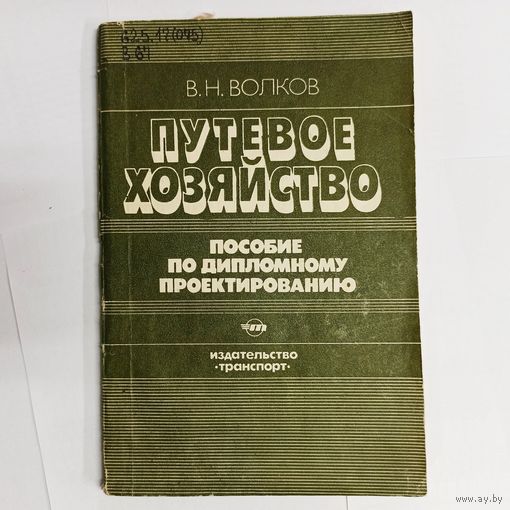 625.17(075)
В 67
В. Н. ВОЛКОВ
ПУТЕВОЕ
ХОЗЯЙСТВО
ПОСОБИЕ
ПО ДИПЛОМНОМУ
ПРОЕКТИРОВАНИЮ
ИЗДАТЕЛЬСТВО
•ТРАНСПОРТ•
www.ay.by